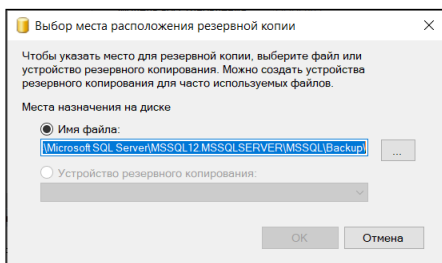 Выбор места расположения резервной копии
Чтобы указать место для резервной копии, выберите файл или
устройство резервного копирования. Можно создать устройства
резервного копирования для часто используемых файлов.
Места назначения на диске
Имя файла:
\Microsoft SQL Server\MSSQL12.MSSQLSERVER\MSSQL\Backup\
...
Устройство резервного копирования:
OK
Отмена